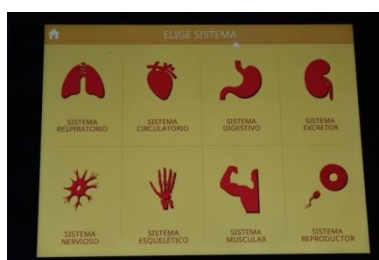 ELIGE SISTEMA
SISTEMA
RESPIRATORIO
SISTEMA
CIRCULATORIO
SISTEMA
DIGESTIVO
SISTEMA
EXCRETOR
SISTEMA
NERVIOSO
SISTEMA
ESQUELÉTICO
SISTEMA
MUSCULAR
SISTEMA
REPRODUCTOR